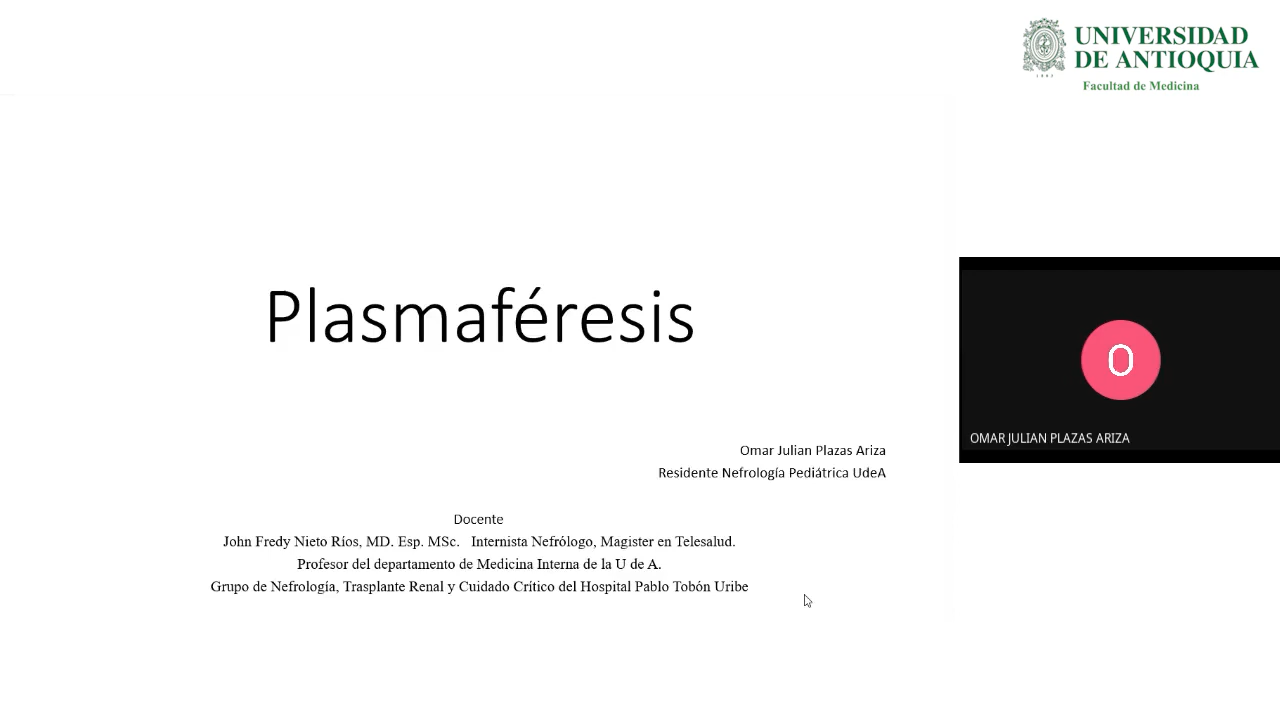 UNIVERSIDAD
DE ANTIOQUIA
1803
Facultad de Medicina
Plasmaféresis
Omar Julian Plazas Ariza
Residente Nefrología Pediátrica UdeA
Docente
John Fredy Nieto Ríos, MD. Esp. MSc. Internista Nefrólogo, Magister en Telesalud.
Profesor del departamento de Medicina Interna de la U de A.
Grupo de Nefrología, Trasplante Renal y Cuidado Crítico del Hospital Pablo Tobón Uribe
O
OMAR JULIAN PLAZAS ARIZA